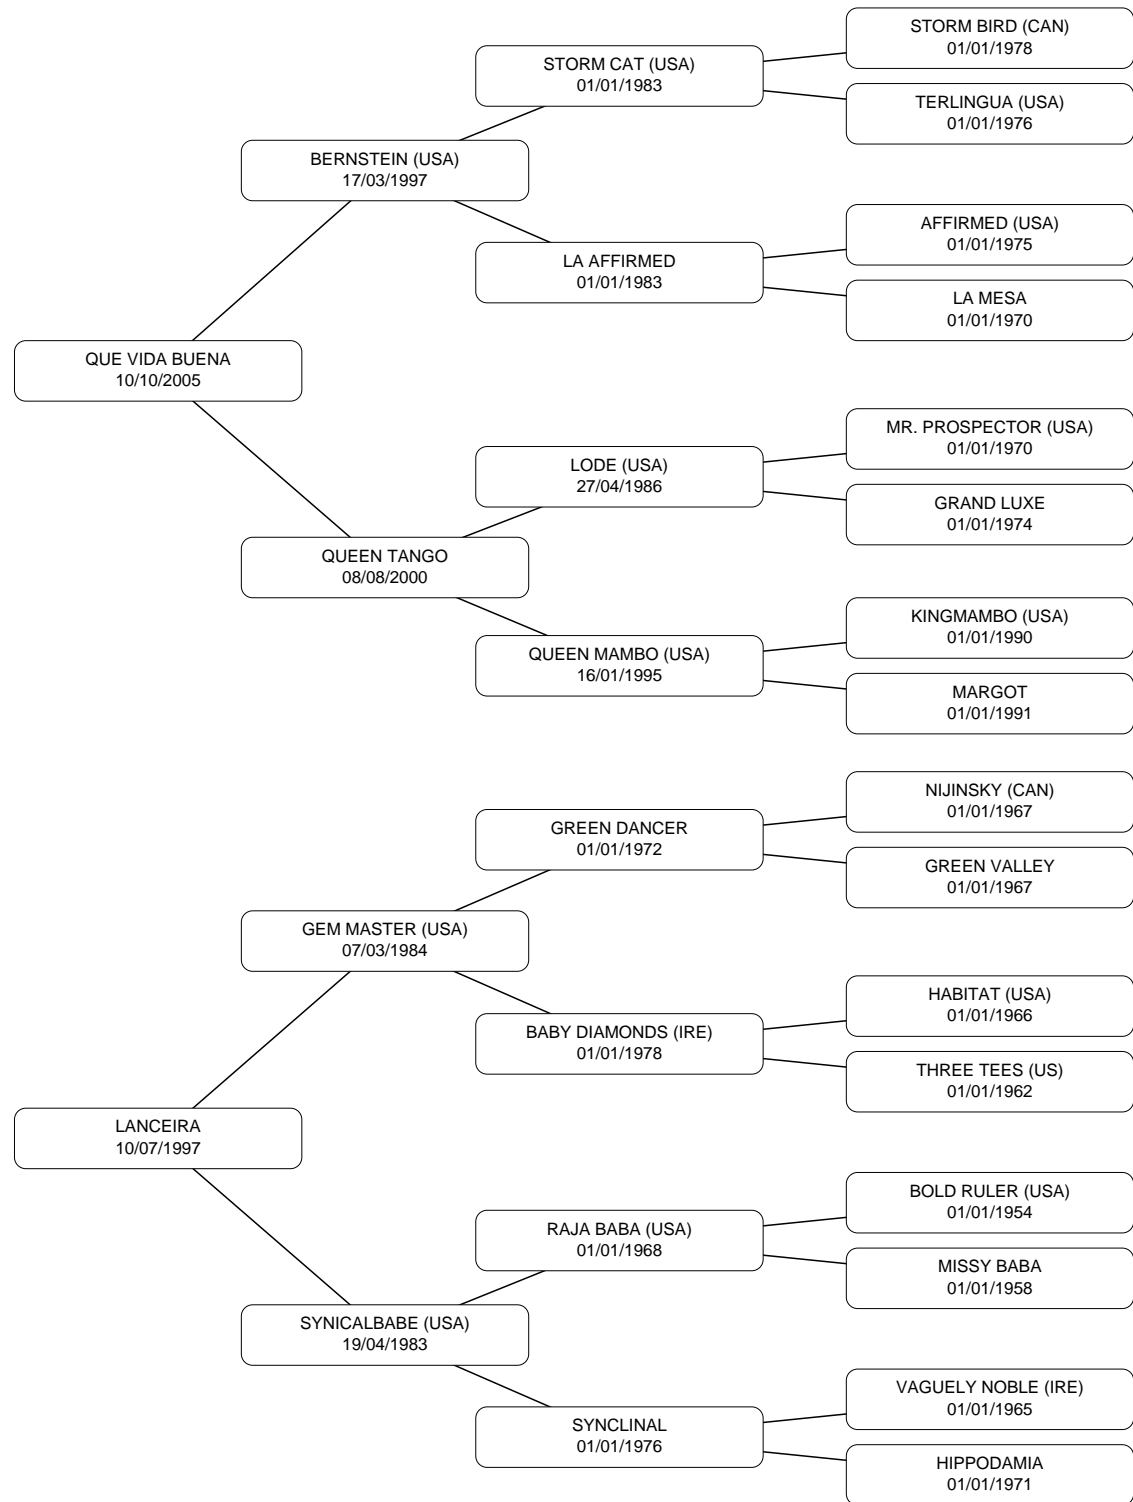 STORM BIRD (CAN)
01/01/1978
STORM CAT (USA)
01/01/1983
TERLINGUA (USA)
01/01/1976
BERNSTEIN (USA)
17/03/1997
AFFIRMED (USA)
01/01/1975
LA AFFIRMED
01/01/1983
LA MESA
01/01/1970
QUE VIDA BUENA
10/10/2005
MR. PROSPECTOR (USA)
01/01/1970
LODE (USA)
27/04/1986
GRAND LUXE
01/01/1974
QUEEN TANGO
08/08/2000
KINGMAMBO (USA)
01/01/1990
QUEEN MAMBO (USA)
16/01/1995
MARGOT
01/01/1991
NIJINSKY (CAN)
01/01/1967
GREEN DANCER
01/01/1972
GREEN VALLEY
01/01/1967
GEM MASTER (USA)
07/03/1984
HABITAT (USA)
01/01/1966
BABY DIAMONDS (IRE)
01/01/1978
THREE TEES (US)
01/01/1962
LANCEIRA
10/07/1997
BOLD RULER (USA)
01/01/1954
RAJA BABA (USA)
01/01/1968
MISSY BABA
01/01/1958
SYNICALBABE (USA)
19/04/1983
VAGUELY NOBLE (IRE)
01/01/1965
SYNCLINAL
01/01/1976
HIPPODAMIA
01/01/1971